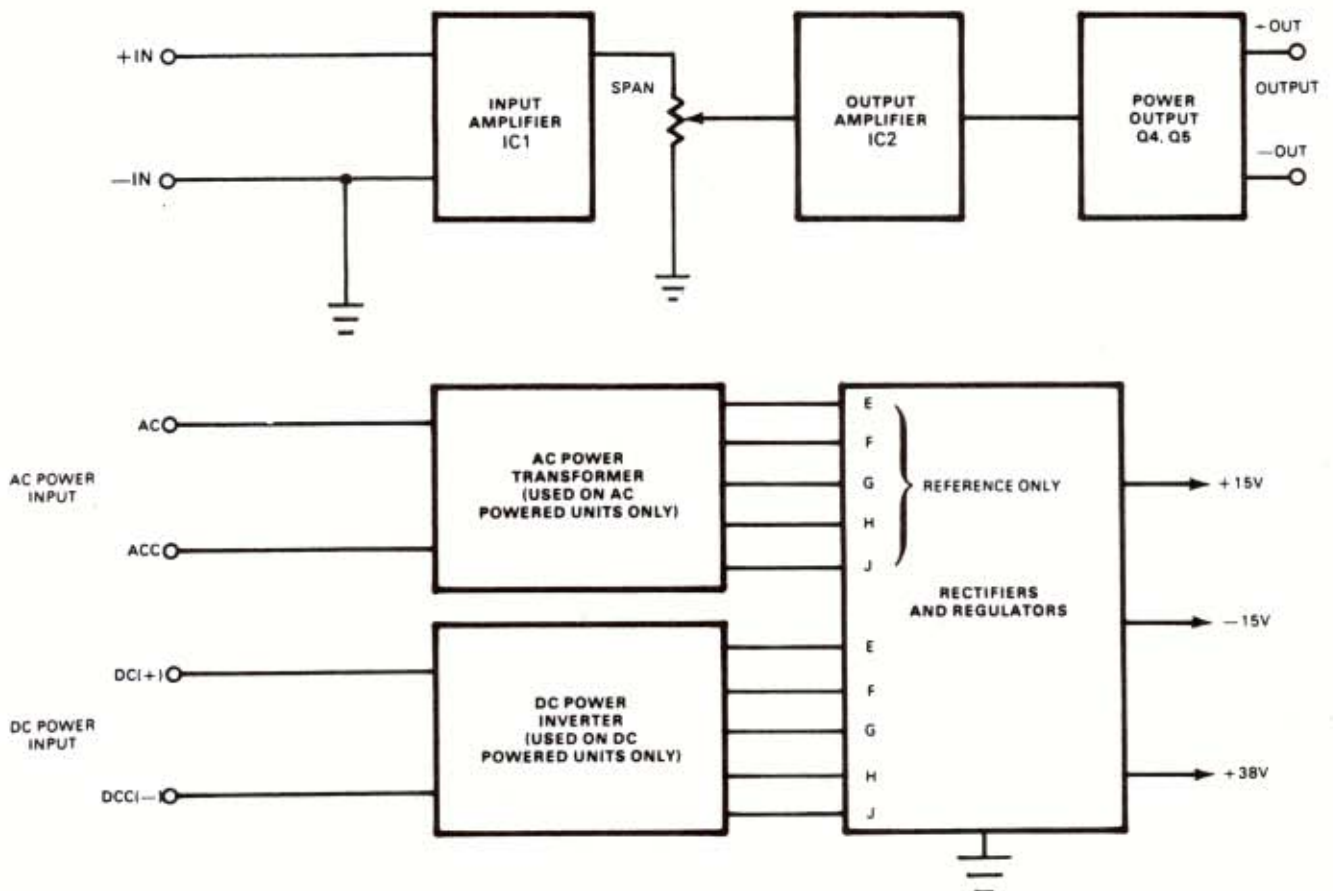 +IN
−IN
INPUT
AMPLIFIER
IC1
SPAN
OUTPUT
AMPLIFIER
IC2
POWER
OUTPUT
Q4, Q5
+OUT
OUTPUT
—OUT
AC POWER
INPUT
AC
ACC
AC POWER
TRANSFORMER
(USED ON AC
POWERED UNITS ONLY)
E
F
G
H
J
REFERENCE ONLY
RECTIFIERS
AND REGULATORS
+15V
−15V
+38V
DC POWER
INPUT
DC(+)
DCC(−)
DC POWER
INVERTER
(USED ON DC
POWERED UNITS ONLY)
E
F
G
H
J